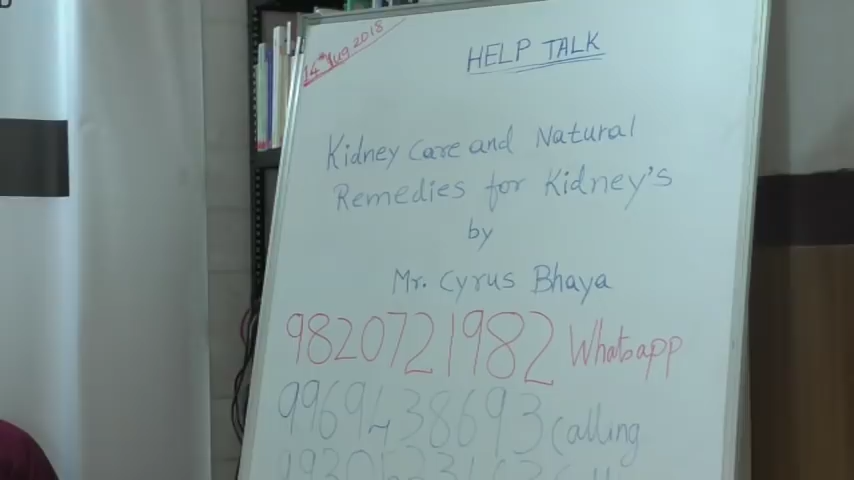 14th Aug 2018
HELP TALK
Kidney Care and Natural
Remedies for Kidney's
by
Mr. Cyrus Bhaya
9820721982 Whatsapp
9969438693 Calling